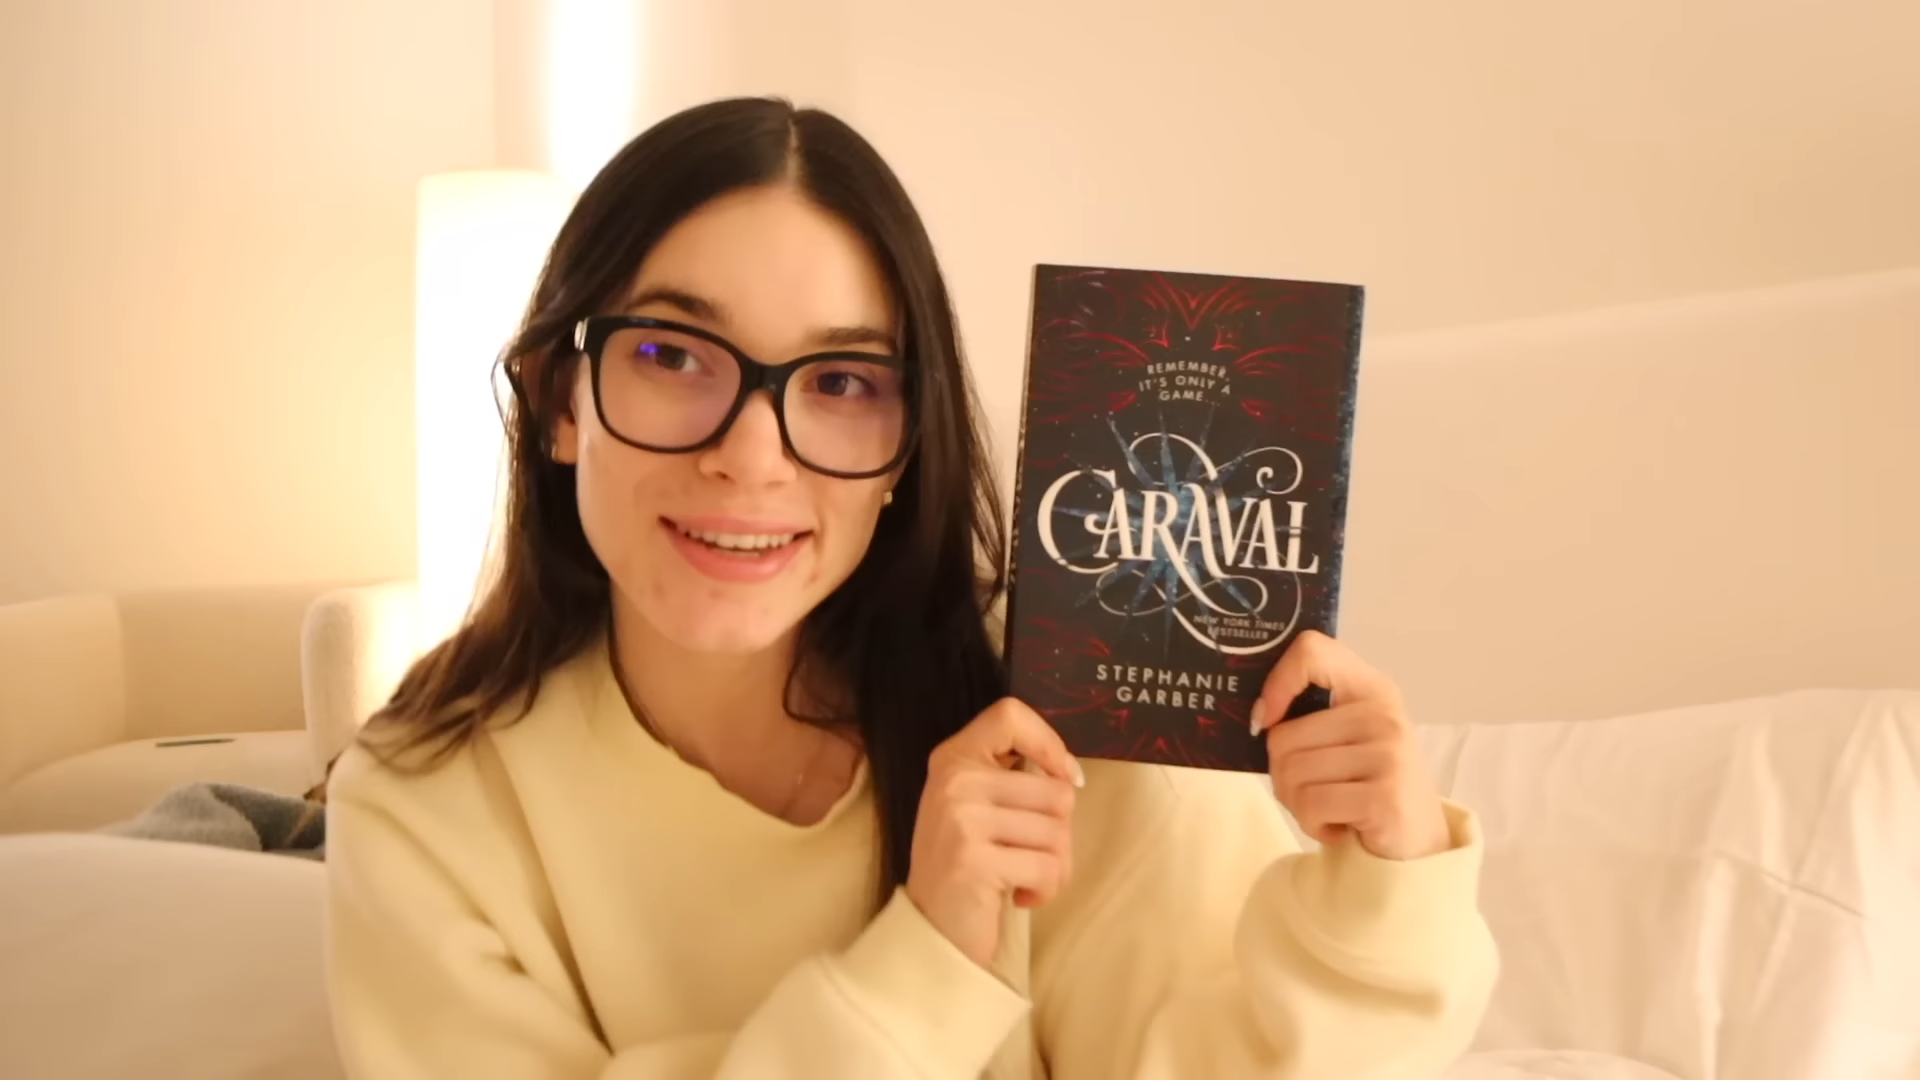 REMEMBER,
IT'S ONLY A
GAME...
CARAVAL
NEW YORK TIMES
BESTSELLER
STEPHANIE
GARBER